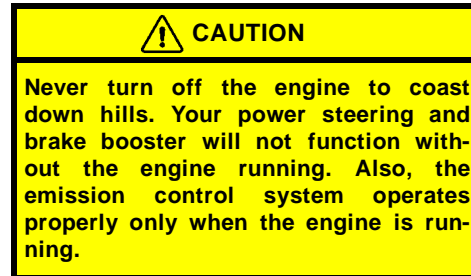 CAUTION
Never turn off the engine to coast
down hills. Your power steering and
brake booster will not function with-
out the engine running. Also, the
emission control system operates
properly only when the engine is run-
ning.